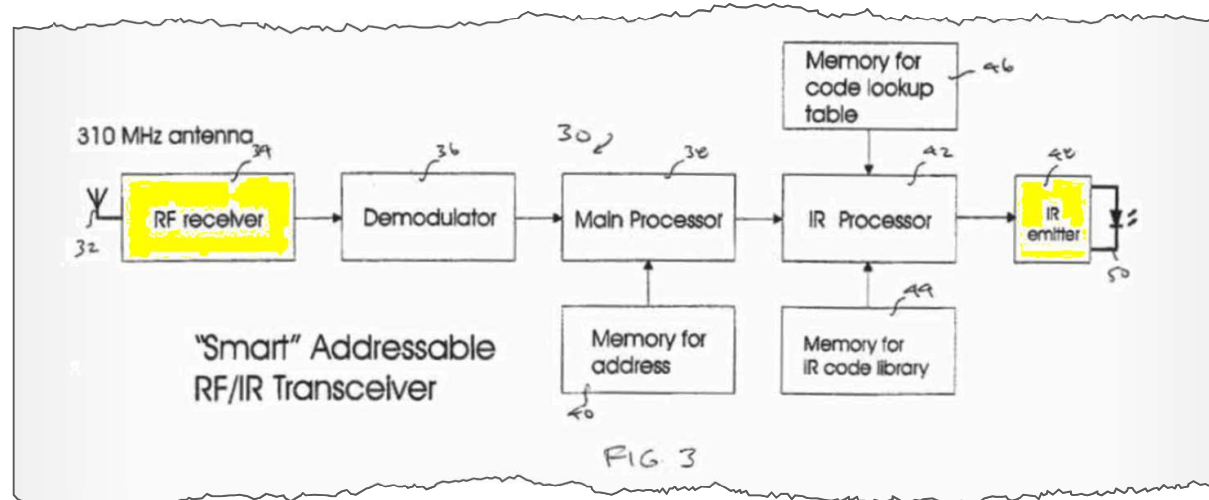 Memory for
code lookup
table
46
310 MHz antenna
34
36
30
38
42
48
RF receiver
Demodulator
Main Processor
IR Processor
IR
emitter
32
50
44
"Smart" Addressable
RF/IR Transceiver
Memory for
address
Memory for
IR code library
40
FIG 3